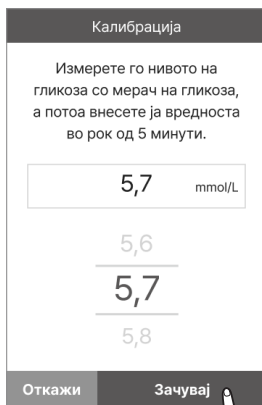 Калибрација
Измерете го нивото на
гликоза со мерач на гликоза,
а потоа внесете ја вредноста
во рок од 5 минути.
5,7 mmol/L
5,6
5,7
5,8
Откажи Зачувај